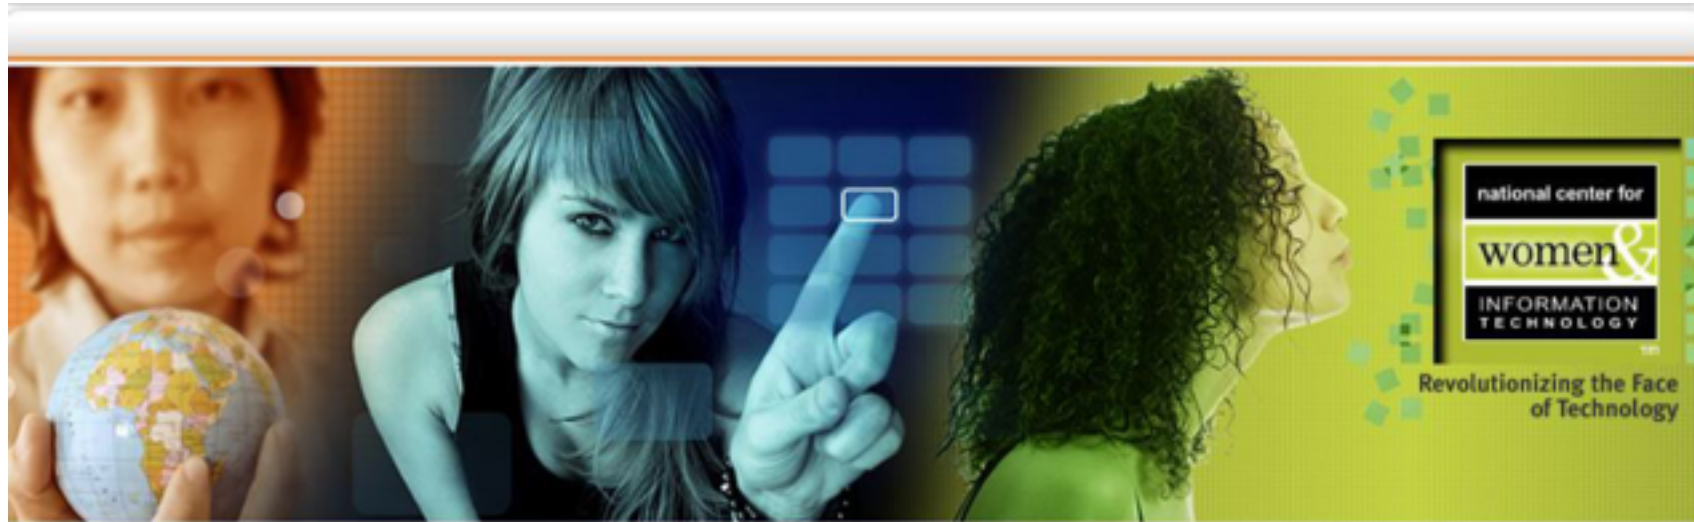 national center for
women &
INFORMATION
TECHNOLOGY
Revolutionizing the Face
of Technology